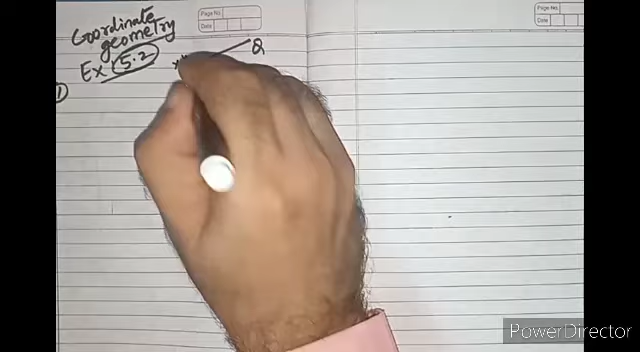 Coordinate
geometry
Ex 5.2
1
Q
Page No.
Date
Page No.
Date
PowerDirector